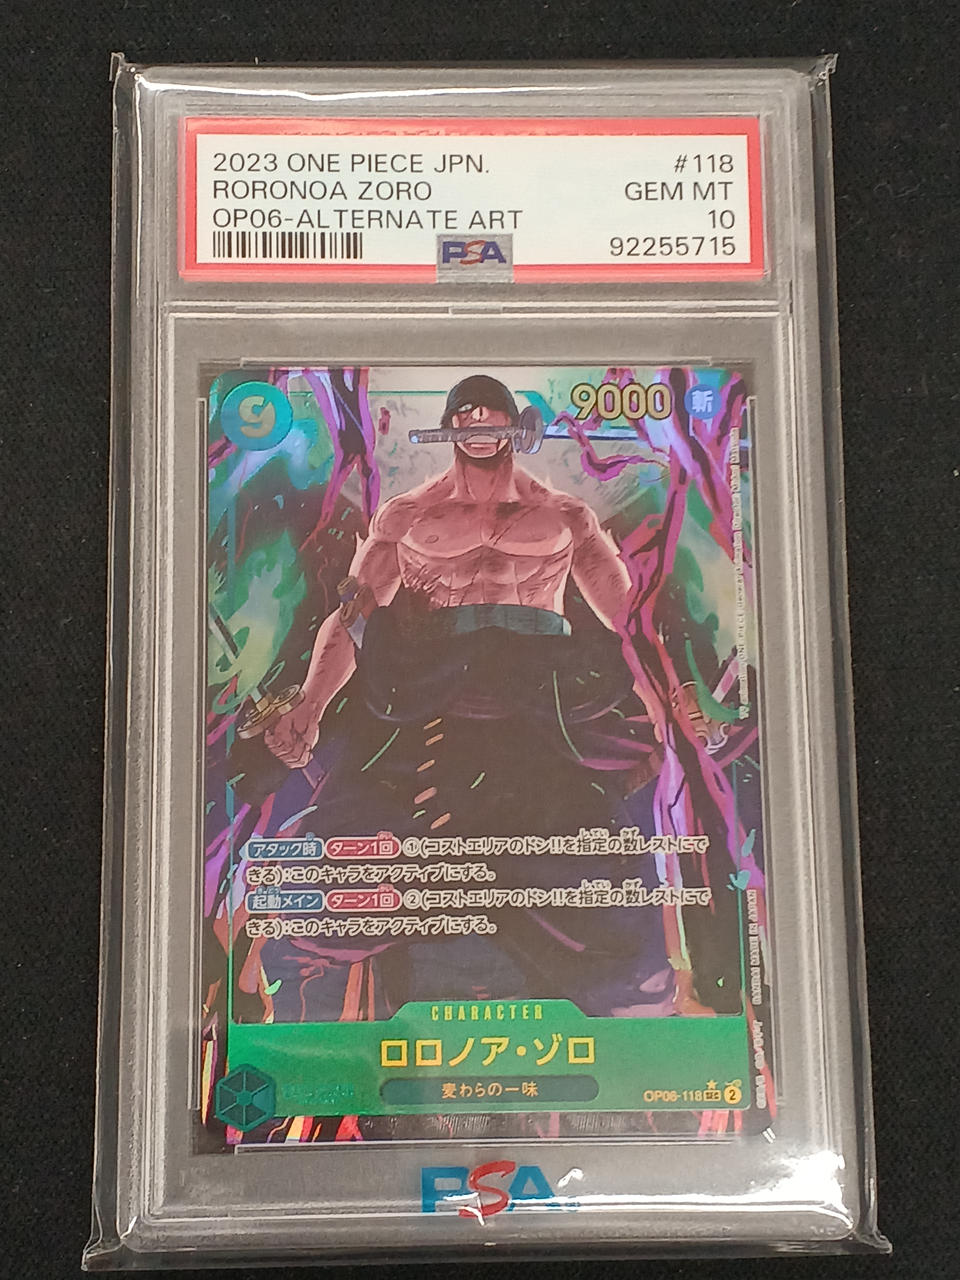 2023 ONE PIECE JPN.
#118
RORONOA ZORO
GEM MT
OP06-ALTERNATE ART
10
PSA
92255715
9
9000
斬
アタック時 ターン1回 ①(コストエリアのドン!!を指定の数レストにで
きる):このキャラをアクティブにする。
起動メイン ターン1回 ②(コストエリアのドン!!を指定の数レストにで
きる):このキャラをアクティブにする。
CHARACTER
ロロノア・ゾロ
麦わらの一味
OP06-118 SEC 2
PSA